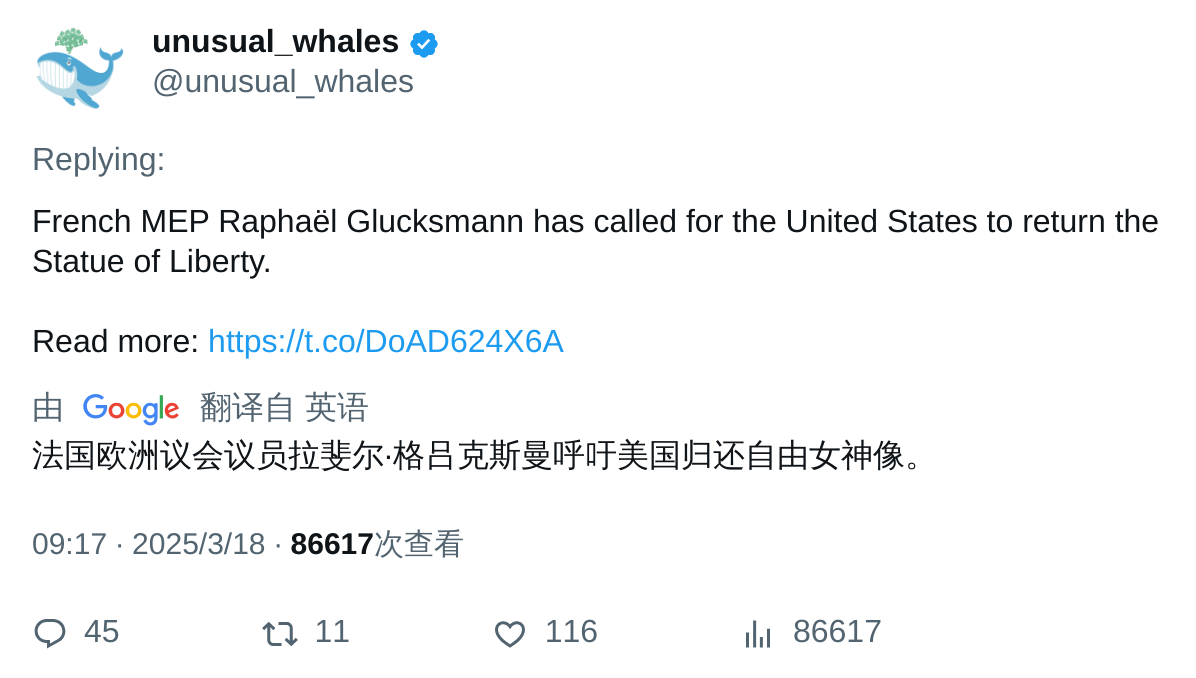 unusual_whales
@unusual_whales
Replying:
French MEP Raphaël Glucksmann has called for the United States to return the
Statue of Liberty.
Read more: https://t.co/DoAD624X6A
由 Google 翻译自 英语
法国欧洲议会议员拉斐尔·格吕克斯曼呼吁美国归还自由女神像。
09:17 · 2025/3/18 · 86617次查看
45 11 116 86617